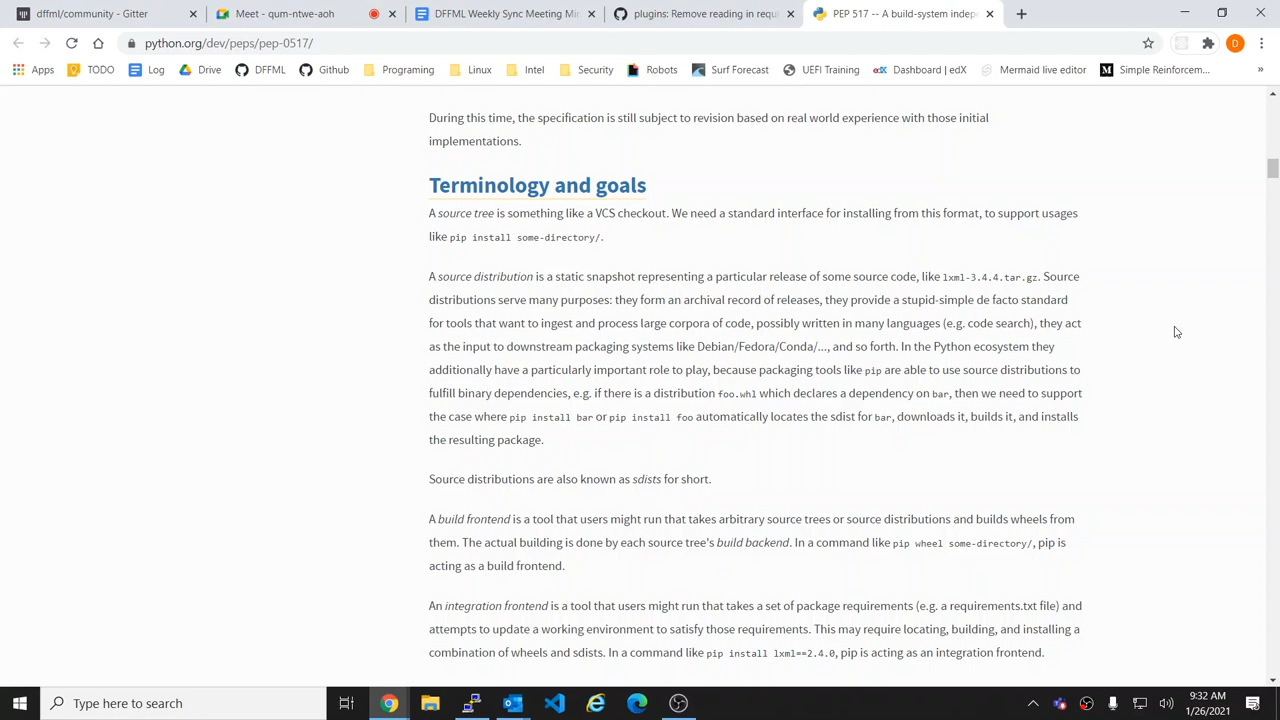 dffml/community - Gitter
Meet - qum-ntwe-aoh
DFFML Weekly Sync Meeting Min
plugins: Remove reading in requ
PEP 517 -- A build-system indepe
python.org/dev/peps/pep-0517/
D
Apps
TODO
Log
Drive
DFFML
Github
Programing
Linux
Intel
Security
Robots
Surf Forecast
UEFI Training
Dashboard | edX
Mermaid live editor
M
Simple Reinforcem...
»
During this time, the specification is still subject to revision based on real world experience with those initial
implementations.
Terminology and goals
A source tree is something like a VCS checkout. We need a standard interface for installing from this format, to support usages
like pip install some-directory/.
A source distribution is a static snapshot representing a particular release of some source code, like lxml-3.4.4.tar.gz. Source
distributions serve many purposes: they form an archival record of releases, they provide a stupid-simple de facto standard
for tools that want to ingest and process large corpora of code, possibly written in many languages (e.g. code search), they act
as the input to downstream packaging systems like Debian/Fedora/Conda/..., and so forth. In the Python ecosystem they
additionally have a particularly important role to play, because packaging tools like pip are able to use source distributions to
fulfill binary dependencies, e.g. if there is a distribution foo.whl which declares a dependency on bar, then we need to support
the case where pip install bar or pip install foo automatically locates the sdist for bar, downloads it, builds it, and installs
the resulting package.
Source distributions are also known as sdists for short.
A build frontend is a tool that users might run that takes arbitrary source trees or source distributions and builds wheels from
them. The actual building is done by each source tree's build backend. In a command like pip wheel some-directory/, pip is
acting as a build frontend.
An integration frontend is a tool that users might run that takes a set of package requirements (e.g. a requirements.txt file) and
attempts to update a working environment to satisfy those requirements. This may require locating, building, and installing a
combination of wheels and sdists. In a command like pip install lxml==2.4.0, pip is acting as an integration frontend.
Type here to search
9:32 AM
1/26/2021